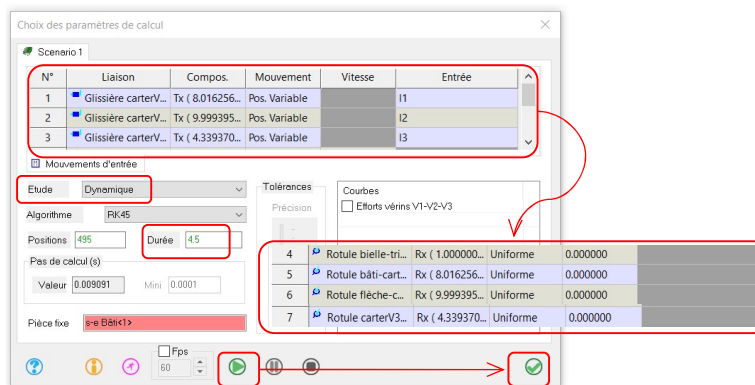 Choix des paramètres de calcul
Scenario 1
N° Liaison Compos. Mouvement Vitesse Entrée
1 Glissière carterV... Tx ( 8.016256... Pos. Variable I1
2 Glissière carterV... Tx ( 9.999395... Pos. Variable I2
3 Glissière carterV... Tx ( 4.339370... Pos. Variable I3
Mouvements d'entrée
Etude Dynamique Tolérances Courbes
Précision Efforts vérins V1-V2-V3
Algorithme RK45
Positions 495 Durée 4.5
4 Rotule bielle-tri... Rx ( 1.000000... Uniforme 0.000000
Pas de calcul (s)
5 Rotule bâti-cart... Rx ( 8.016256... Uniforme 0.000000
Valeur 0.009091 Mini 0.0001
6 Rotule flèche-c... Rx ( 9.999395... Uniforme 0.000000
7 Rotule carterV3... Rx ( 4.339370... Uniforme 0.000000
Pièce fixe s-e Bâti<1>
Fps
60